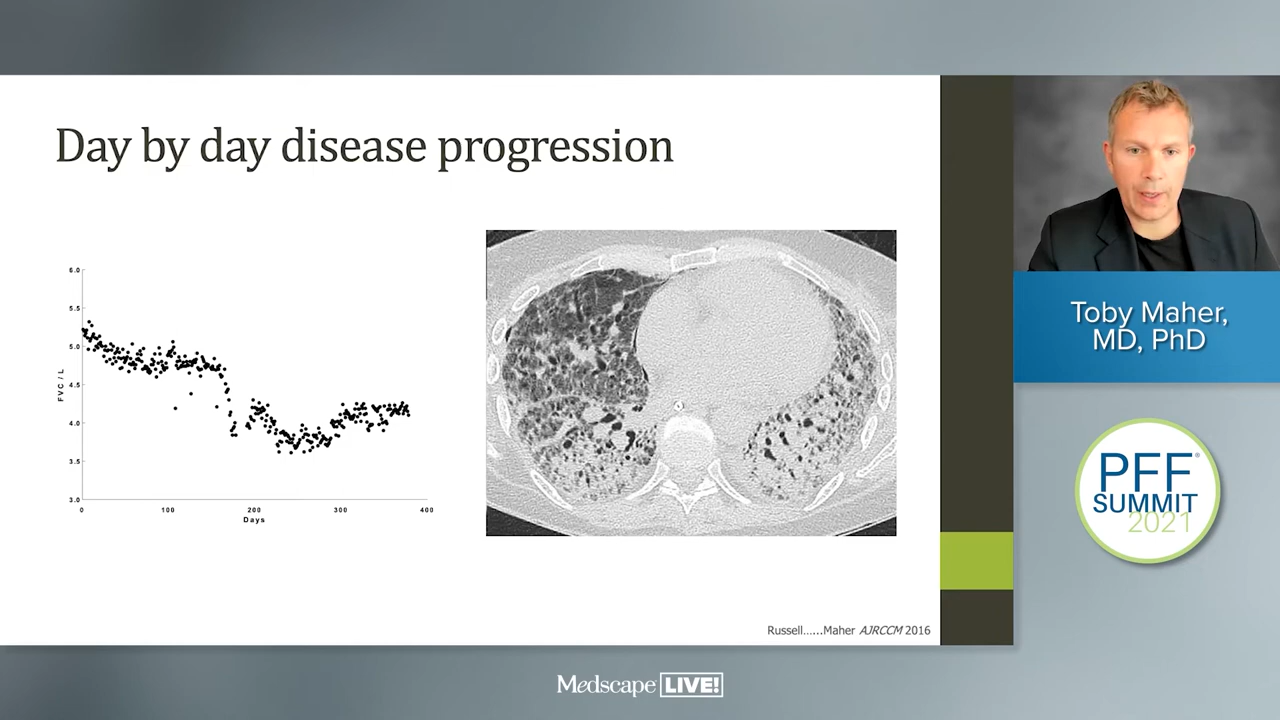 Day by day disease progression
6.0
5.5
5.0
4.5
4.0
3.5
3.0
FVC / L
0
100
200
300
400
Days
Russell......Maher AJRCCM 2016
Toby Maher,
MD, PhD
PFF®
SUMMIT
2021
Medscape LIVE!